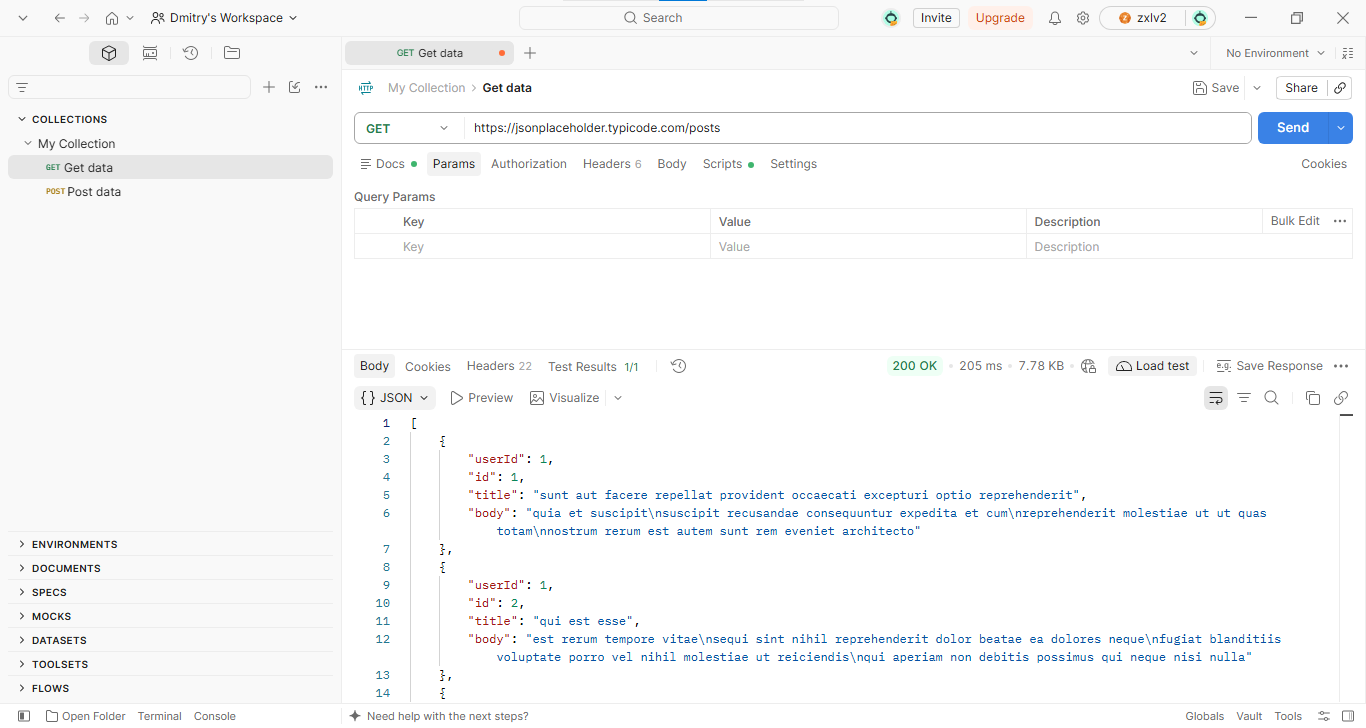 Dmitry's Workspace
Search
Invite
Upgrade
zxlv2
GET Get data
No Environment
HTTP My Collection > Get data
Save
Share
COLLECTIONS
My Collection
GET Get data
POST Post data
GET https://jsonplaceholder.typicode.com/posts
Send
Docs Params Authorization Headers 6 Body Scripts Settings Cookies
Query Params
Key Value Description Bulk Edit
Key Value Description
Body Cookies Headers 22 Test Results 1/1 200 OK 205 ms 7.78 KB Load test e.g. Save Response
{} JSON Preview Visualize
1 [
2 {
3 "userId": 1,
4 "id": 1,
5 "title": "sunt aut facere repellat provident occaecati excepturi optio reprehenderit",
6 "body": "quia et suscipit\nsuscipit recusandae consequuntur expedita et cum\nreprehenderit molestiae ut ut quas
totam\nnostrum rerum est autem sunt rem eveniet architecto"
7 },
8 {
9 "userId": 1,
10 "id": 2,
11 "title": "qui est esse",
12 "body": "est rerum tempore vitae\nsequi sint nihil reprehenderit dolor beatae ea dolores neque\nfugiat blanditiis
voluptate porro vel nihil molestiae ut reiciendis\nqui aperiam non debitis possimus qui neque nisi nulla"
13 },
14 {
ENVIRONMENTS
DOCUMENTS
SPECS
MOCKS
DATASETS
TOOLSETS
FLOWS
Open Folder Terminal Console Need help with the next steps? Globals Vault Tools